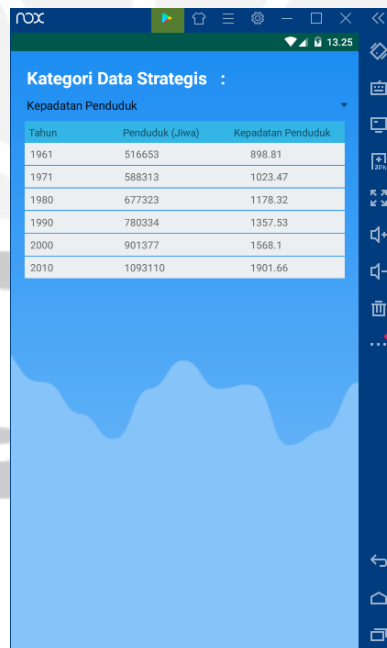 nox
13.25
Kategori Data Strategis :
Kepadatan Penduduk
Tahun Penduduk (Jiwa) Kepadatan Penduduk
1961 516653 898.81
1971 588313 1023.47
1980 677323 1178.32
1990 780334 1357.53
2000 901377 1568.1
2010 1093110 1901.66